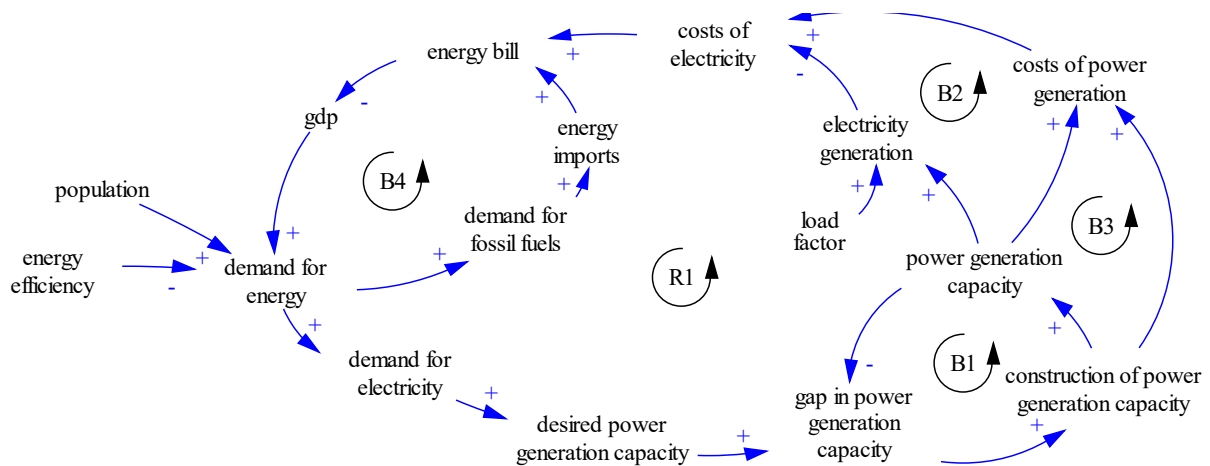 costs of
electricity
+
+
energy bill
-
+
costs of power
generation
B2
-
gdp
+
energy
imports
electricity
generation
+
+
B4
+
population
+
+
demand for
fossil fuels
load
factor
B3
energy
efficiency
+
+
+
-
demand for
energy
R1
power generation
capacity
+
+
demand for
electricity
-
B1
+
gap in power
generation
capacity
construction of power
generation capacity
desired power
generation capacity
+
+